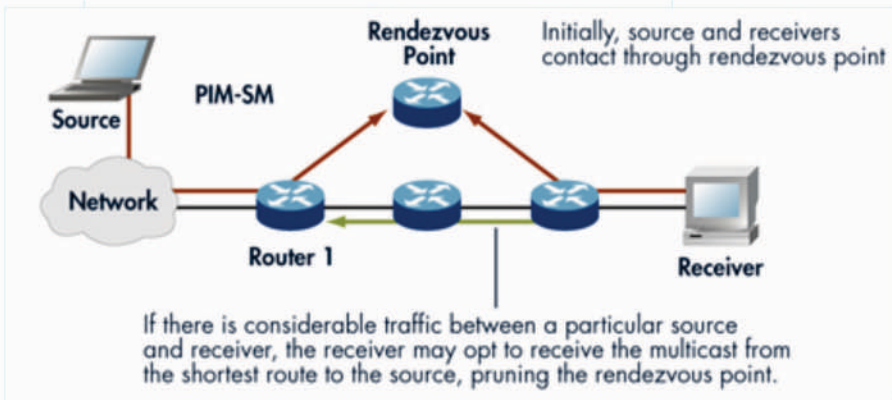 Rendezvous
Point
Initially, source and receivers
contact through rendezvous point
PIM-SM
Source
Network
Router 1
Receiver
If there is considerable traffic between a particular source
and receiver, the receiver may opt to receive the multicast from
the shortest route to the source, pruning the rendezvous point.